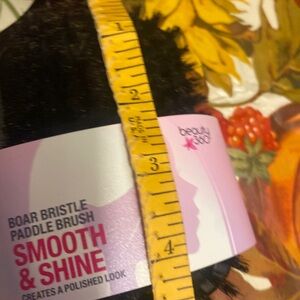 1
2
3
4
beauty
360
BOAR BRISTLE
PADDLE BRUSH
SMOOTH
& SHINE
CREATES A POLISHED LOOK